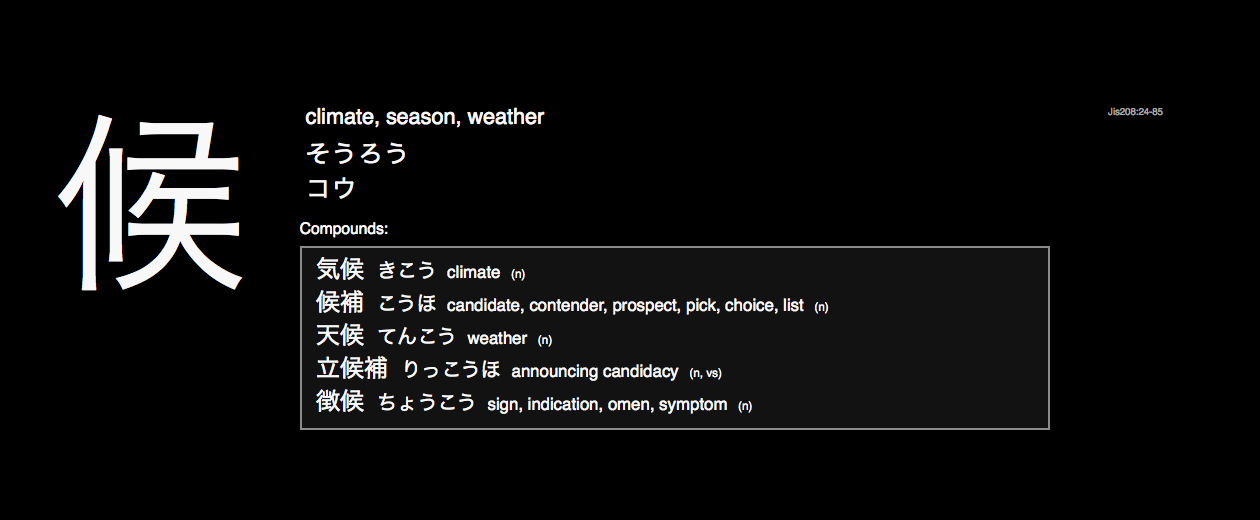 候
climate, season, weather
Jis208:24-85
そうろう
コウ
Compounds:
気候 きこう climate (n)
候補 こうほ candidate, contender, prospect, pick, choice, list (n)
天候 てんこう weather (n)
立候補 りっこうほ announcing candidacy (n, vs)
徴候 ちょうこう sign, indication, omen, symptom (n)